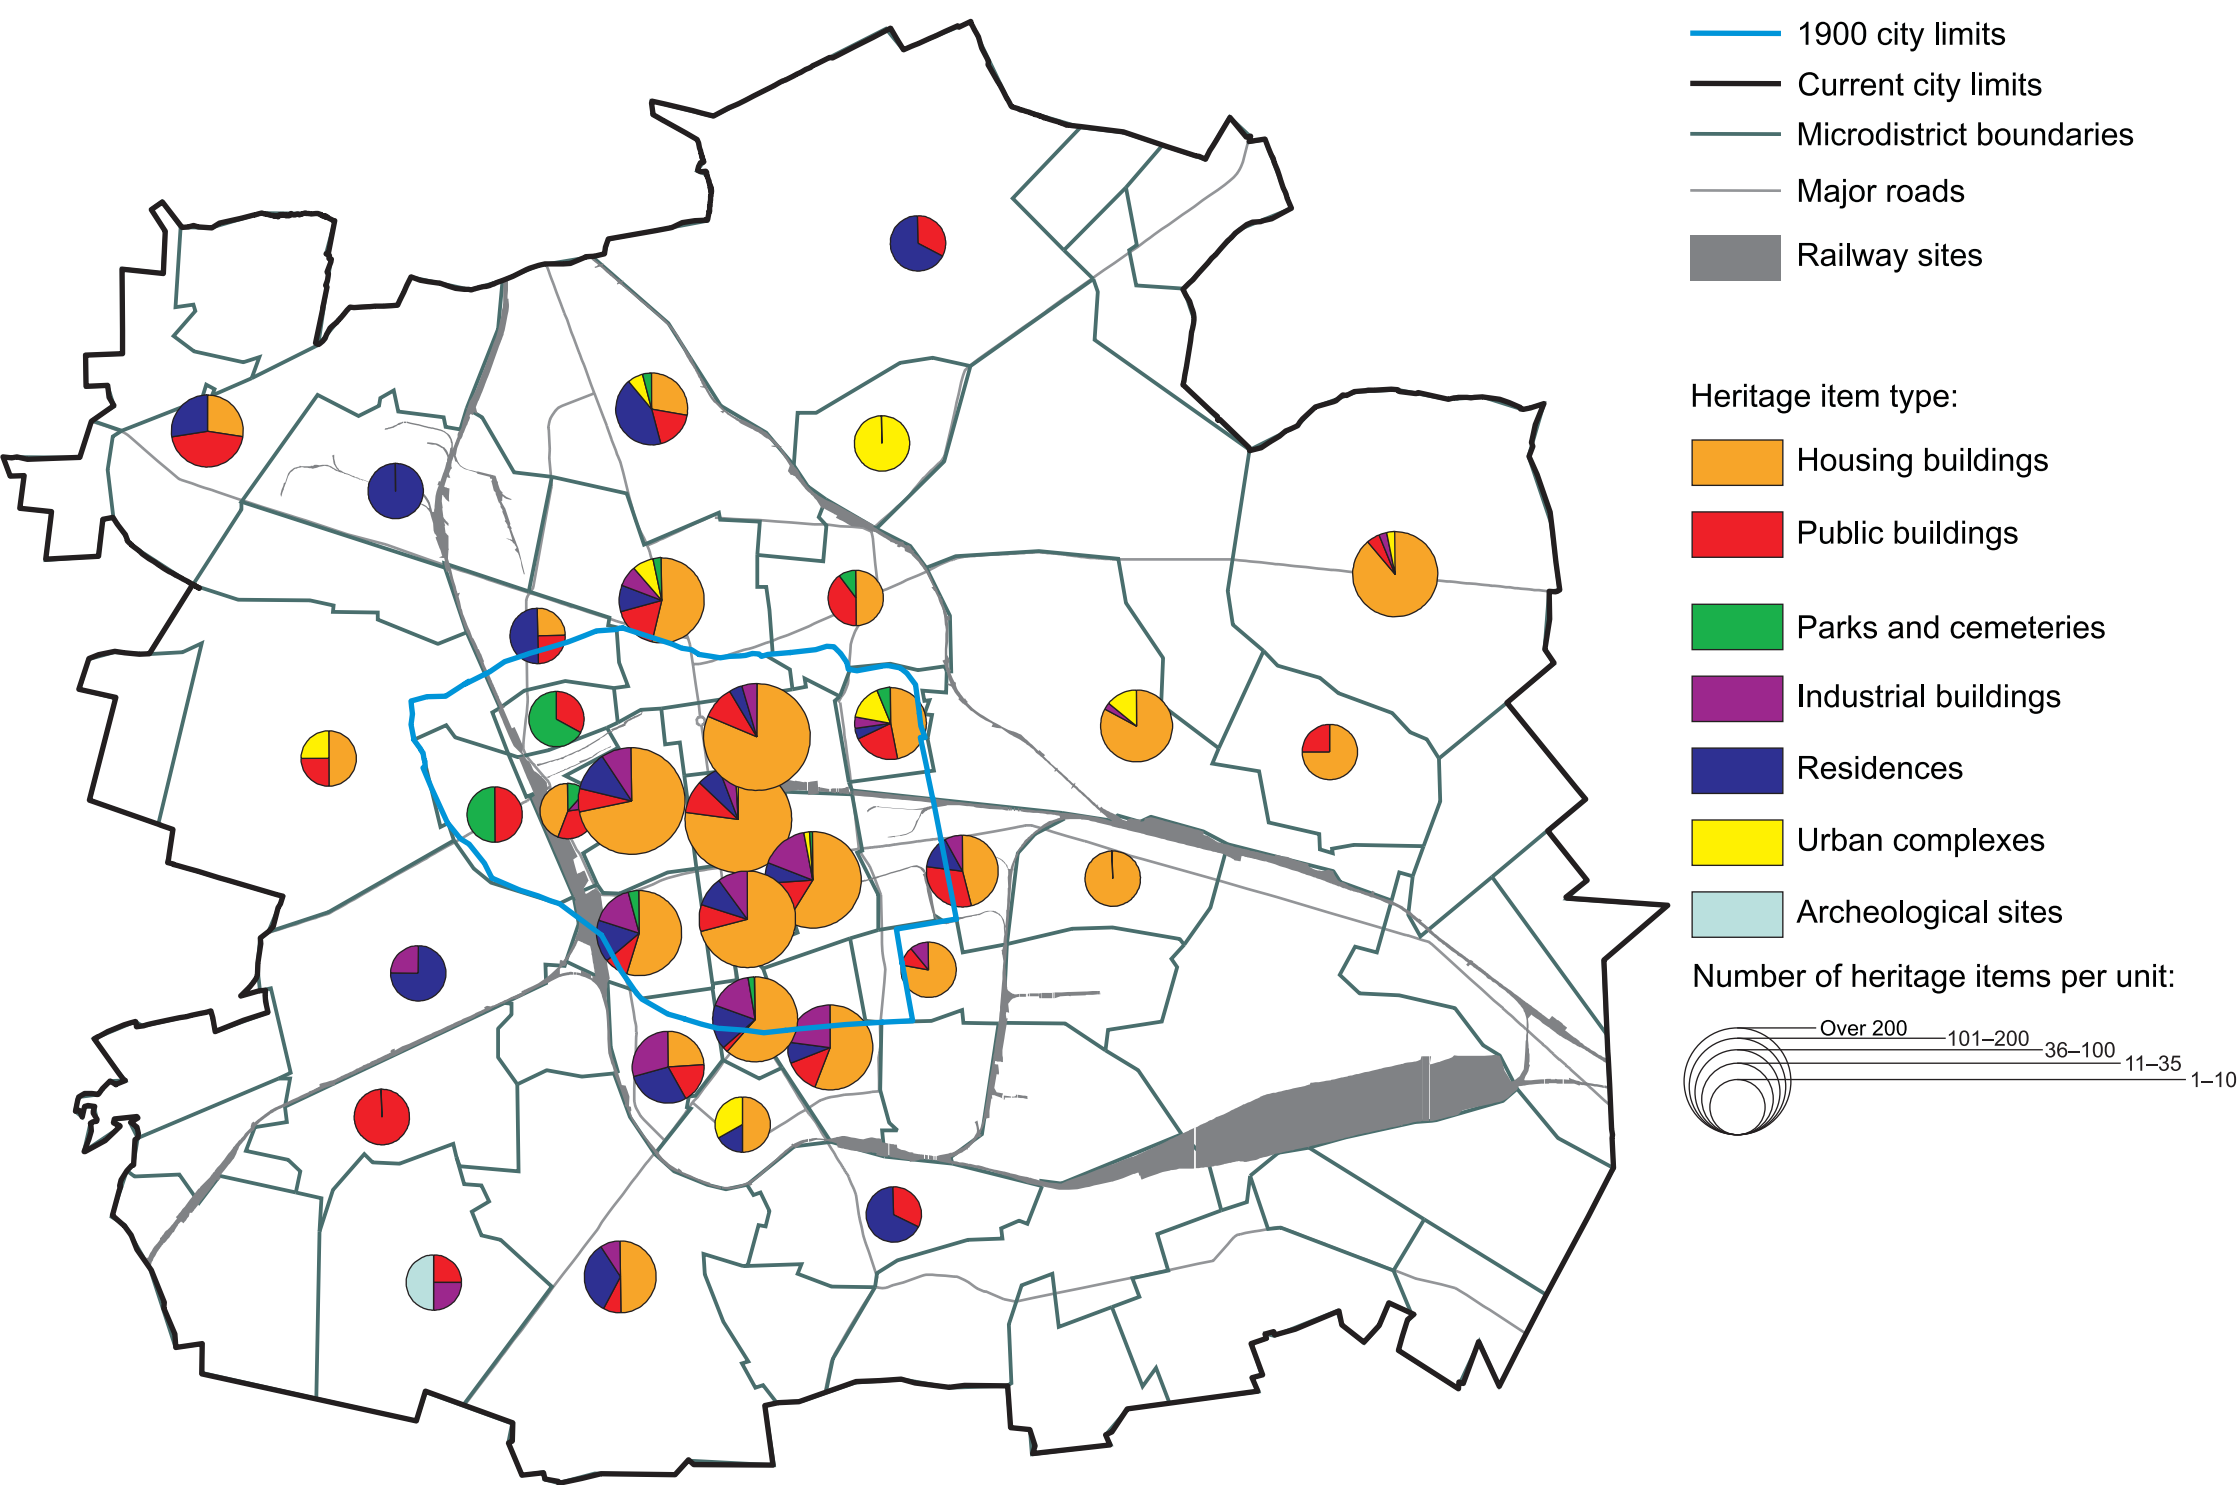 1900 city limits
Current city limits
Microdistrict boundaries
Major roads
Railway sites
Heritage item type:
Housing buildings
Public buildings
Parks and cemeteries
Industrial buildings
Residences
Urban complexes
Archeological sites
Number of heritage items per unit:
Over 200
101–200
36–100
11–35
1–10